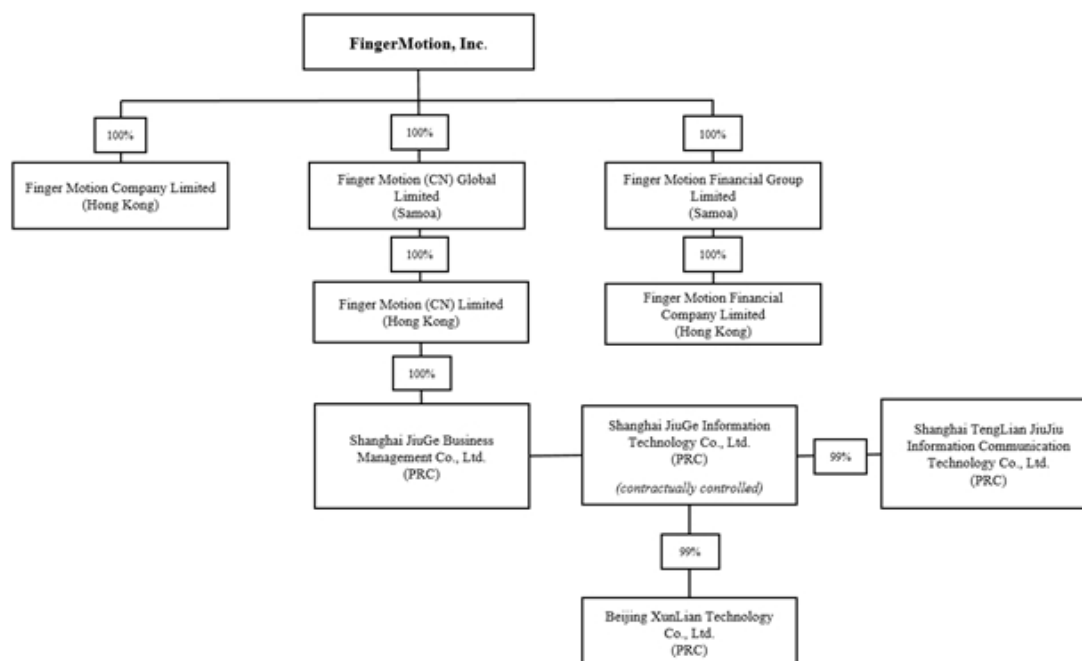 FingerMotion, Inc.
100%
100%
100%
Finger Motion Company Limited
(Hong Kong)
Finger Motion (CN) Global
Limited
(Samoa)
Finger Motion Financial Group
Limited
(Samoa)
100%
100%
Finger Motion (CN) Limited
(Hong Kong)
Finger Motion Financial
Company Limited
(Hong Kong)
100%
Shanghai JiuGe Business
Management Co., Ltd.
(PRC)
Shanghai JiuGe Information
Technology Co., Ltd.
(PRC)
(contractually controlled)
99%
Shanghai TengLian JiuJiu
Information Communication
Technology Co., Ltd.
(PRC)
99%
Beijing XunLian Technology
Co., Ltd.
(PRC)